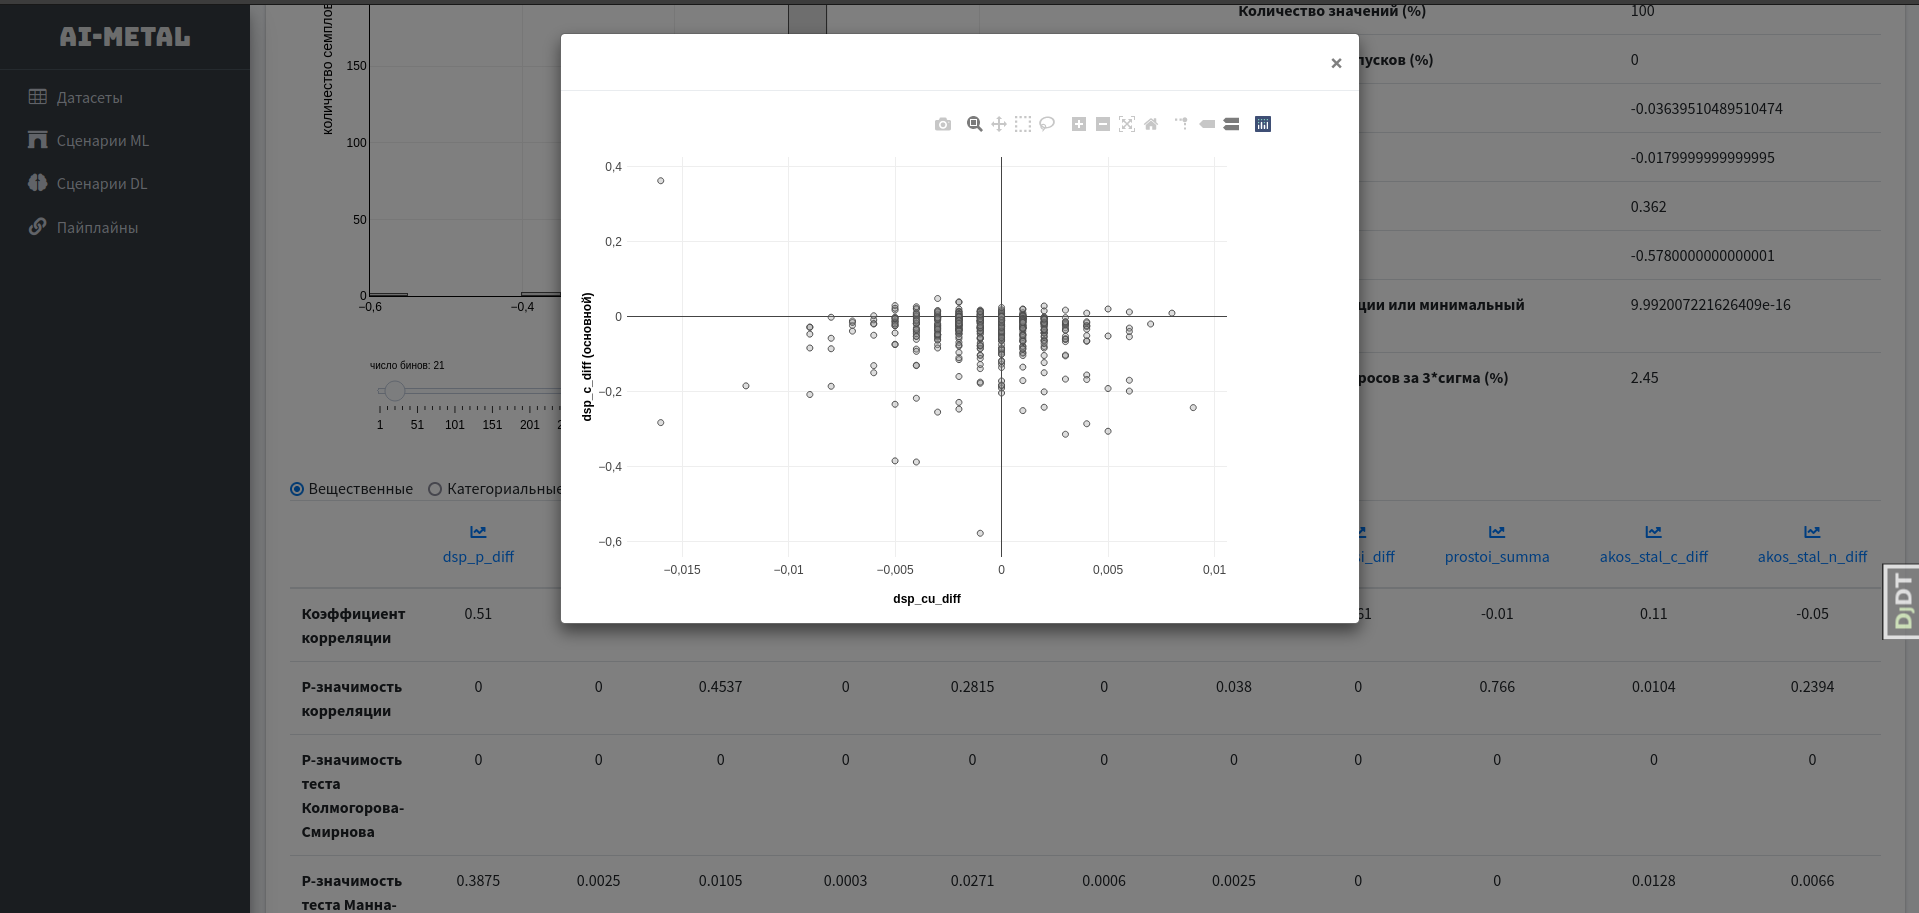 AI-METAL
Датасеты
Сценарии ML
Сценарии DL
Пайплайны
количество семплов
150
100
50
0
−0,6
−0,4
число бинов: 21
1 51 101 151 201
Количество значений (%) 100
0
-0.03639510489510474
-0.0179999999999995
0.362
-0.5780000000000001
ции или минимальный 9.992007221626409e-16
росов за 3*сигма (%) 2.45
×
dsp_c_diff (основной)
0,4
0,2
0
−0,2
−0,4
−0,6
−0,015 −0,01 −0,005 0 0,005 0,01
dsp_cu_diff
Вещественные Категориальные
dsp_p_diff si_diff prostoi_summa akos_stal_c_diff akos_stal_n_diff
Коэффициент 0.51 -0.01 0.11 -0.05
корреляции
Р-значимость 0 0 0.4537 0 0.2815 0 0.038 0 0.766 0.0104 0.2394
корреляции
Р-значимость 0 0 0 0 0 0 0 0 0 0 0
теста
Колмогорова-
Смирнова
Р-значимость 0.3875 0.0025 0.0105 0.0003 0.0271 0.0006 0.0025 0 0 0.0128 0.0066
теста Манна-
DjDT